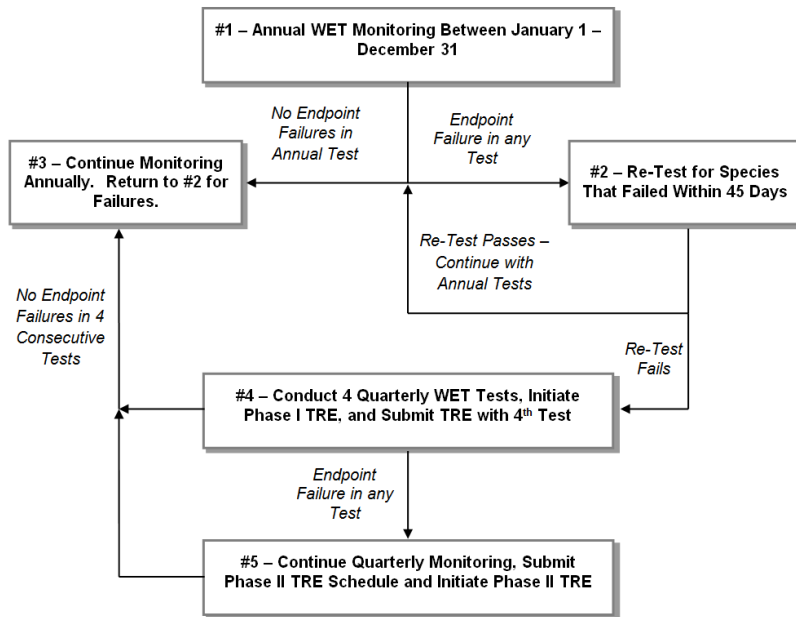 #1 – Annual WET Monitoring Between January 1 –
December 31
No Endpoint
Failures in
Annual Test
Endpoint
Failure in any
Test
#3 – Continue Monitoring
Annually.  Return to #2 for
Failures.
#2 – Re-Test for Species
That Failed Within 45 Days
Re-Test Passes –
Continue with
Annual Tests
No Endpoint
Failures in 4
Consecutive
Tests
Re-Test
Fails
#4 – Conduct 4 Quarterly WET Tests, Initiate
Phase I TRE, and Submit TRE with 4th Test
Endpoint
Failure in any
Test
#5 – Continue Quarterly Monitoring, Submit
Phase II TRE Schedule and Initiate Phase II TRE